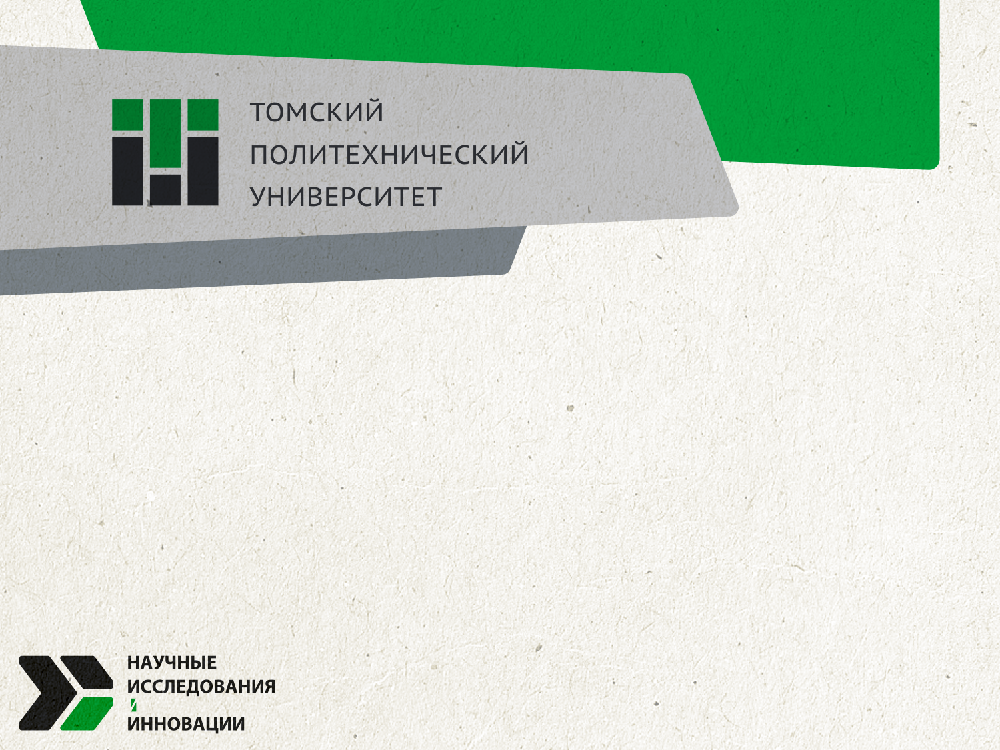 ТОМСКИЙ
ПОЛИТЕХНИЧЕСКИЙ
УНИВЕРСИТЕТ
НАУЧНЫЕ
ИССЛЕДОВАНИЯ
И
ИННОВАЦИИ